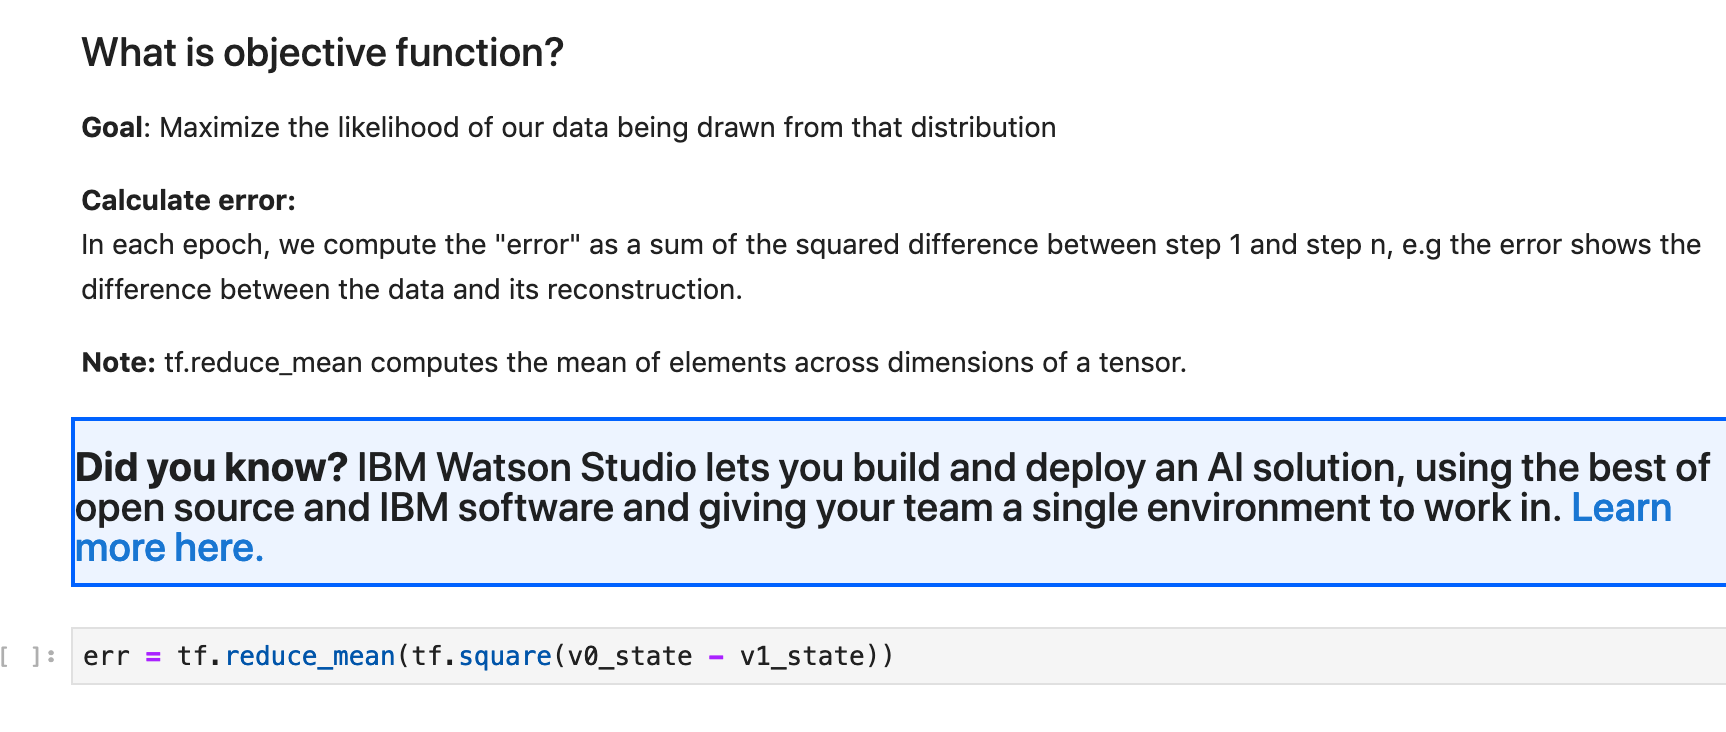 What is objective function?
Goal: Maximize the likelihood of our data being drawn from that distribution
Calculate error:
In each epoch, we compute the "error" as a sum of the squared difference between step 1 and step n, e.g the error shows the
difference between the data and its reconstruction.
Note: tf.reduce_mean computes the mean of elements across dimensions of a tensor.
Did you know? IBM Watson Studio lets you build and deploy an AI solution, using the best of
open source and IBM software and giving your team a single environment to work in. Learn
more here.
[ ]: err = tf.reduce_mean(tf.square(v0_state - v1_state))